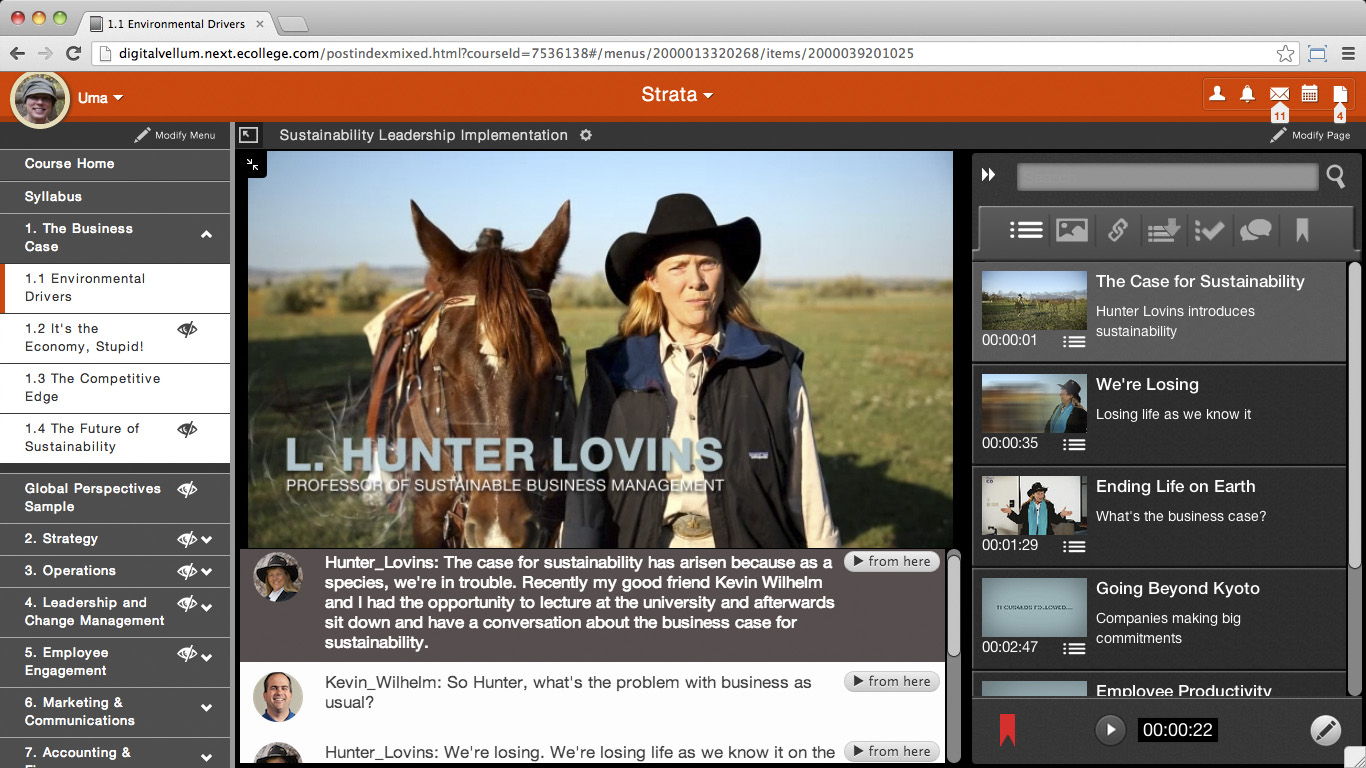 1.1 Environmental Drivers
digitalvellum.next.ecollege.com/postindexmixed.html?courseId=7536138#/menus/2000013320268/items/2000039201025
Uma
Strata
11
4
Modify Menu
Sustainability Leadership Implementation
Modify Page
Course Home
Syllabus
1. The Business
Case
1.1 Environmental
Drivers
1.2 It's the
Economy, Stupid!
1.3 The Competitive
Edge
1.4 The Future of
Sustainability
Global Perspectives
Sample
2. Strategy
3. Operations
4. Leadership and
Change Management
5. Employee
Engagement
6. Marketing &
Communications
7. Accounting &
L. HUNTER LOVINS
PROFESSOR OF SUSTAINABLE BUSINESS MANAGEMENT
Hunter_Lovins: The case for sustainability has arisen because as a
species, we're in trouble. Recently my good friend Kevin Wilhelm
and I had the opportunity to lecture at the university and afterwards
sit down and have a conversation about the business case for
sustainability.
from here
Kevin_Wilhelm: So Hunter, what's the problem with business as
usual?
from here
Hunter_Lovins: We're losing. We're losing life as we know it on the
from here
The Case for Sustainability
Hunter Lovins introduces
sustainability
00:00:01
We're Losing
Losing life as we know it
00:00:35
Ending Life on Earth
What's the business case?
00:01:29
Going Beyond Kyoto
Companies making big
commitments
00:02:47
Employee Productivity
00:00:22